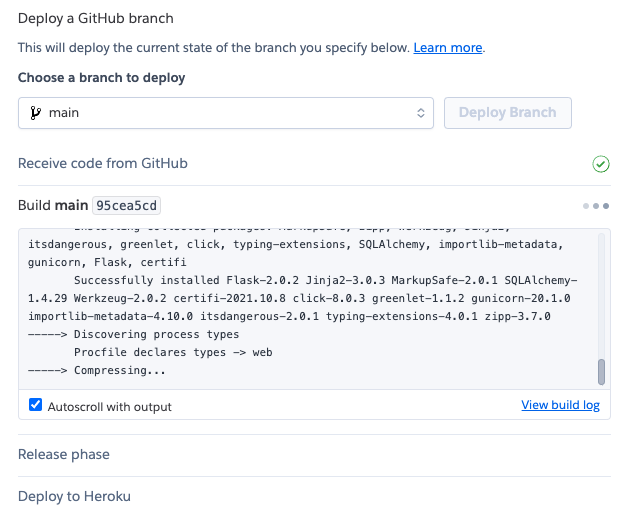 Deploy a GitHub branch
This will deploy the current state of the branch you specify below. Learn more.
Choose a branch to deploy
main
Deploy Branch
Receive code from GitHub
Build main 95cea5cd
itsdangerous, greenlet, click, typing-extensions, SQLAlchemy, importlib-metadata,
gunicorn, Flask, certifi
Successfully installed Flask-2.0.2 Jinja2-3.0.3 MarkupSafe-2.0.1 SQLAlchemy-
1.4.29 Werkzeug-2.0.2 certifi-2021.10.8 click-8.0.3 greenlet-1.1.2 gunicorn-20.1.0
importlib-metadata-4.10.0 itsdangerous-2.0.1 typing-extensions-4.0.1 zipp-3.7.0
-----> Discovering process types
Procfile declares types -> web
-----> Compressing...
Autoscroll with output
View build log
Release phase
Deploy to Heroku